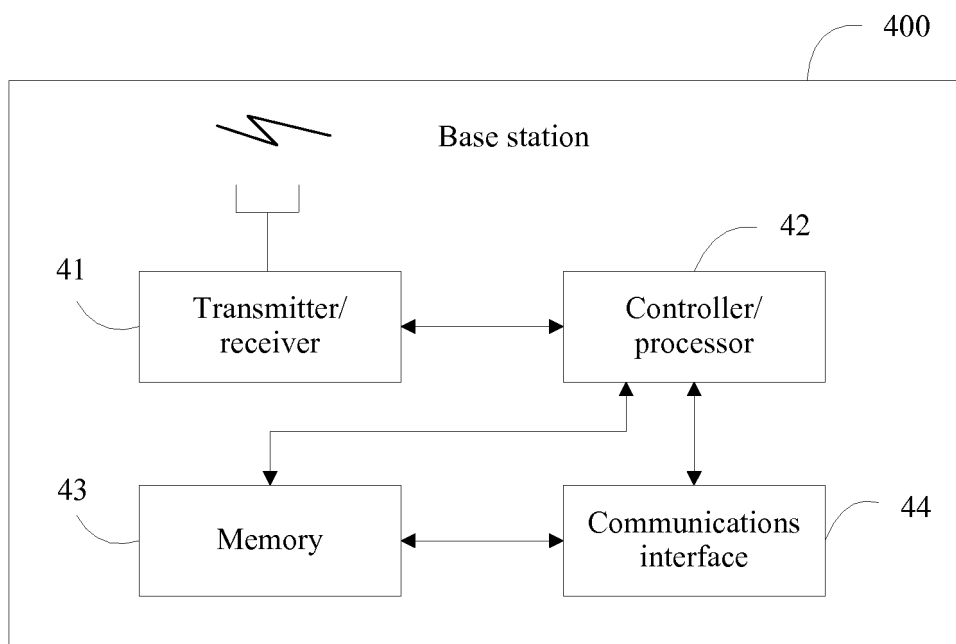 400
Base station
42
41
Transmitter/
receiver
Controller/
processor
43
Memory
Communications
interface
44